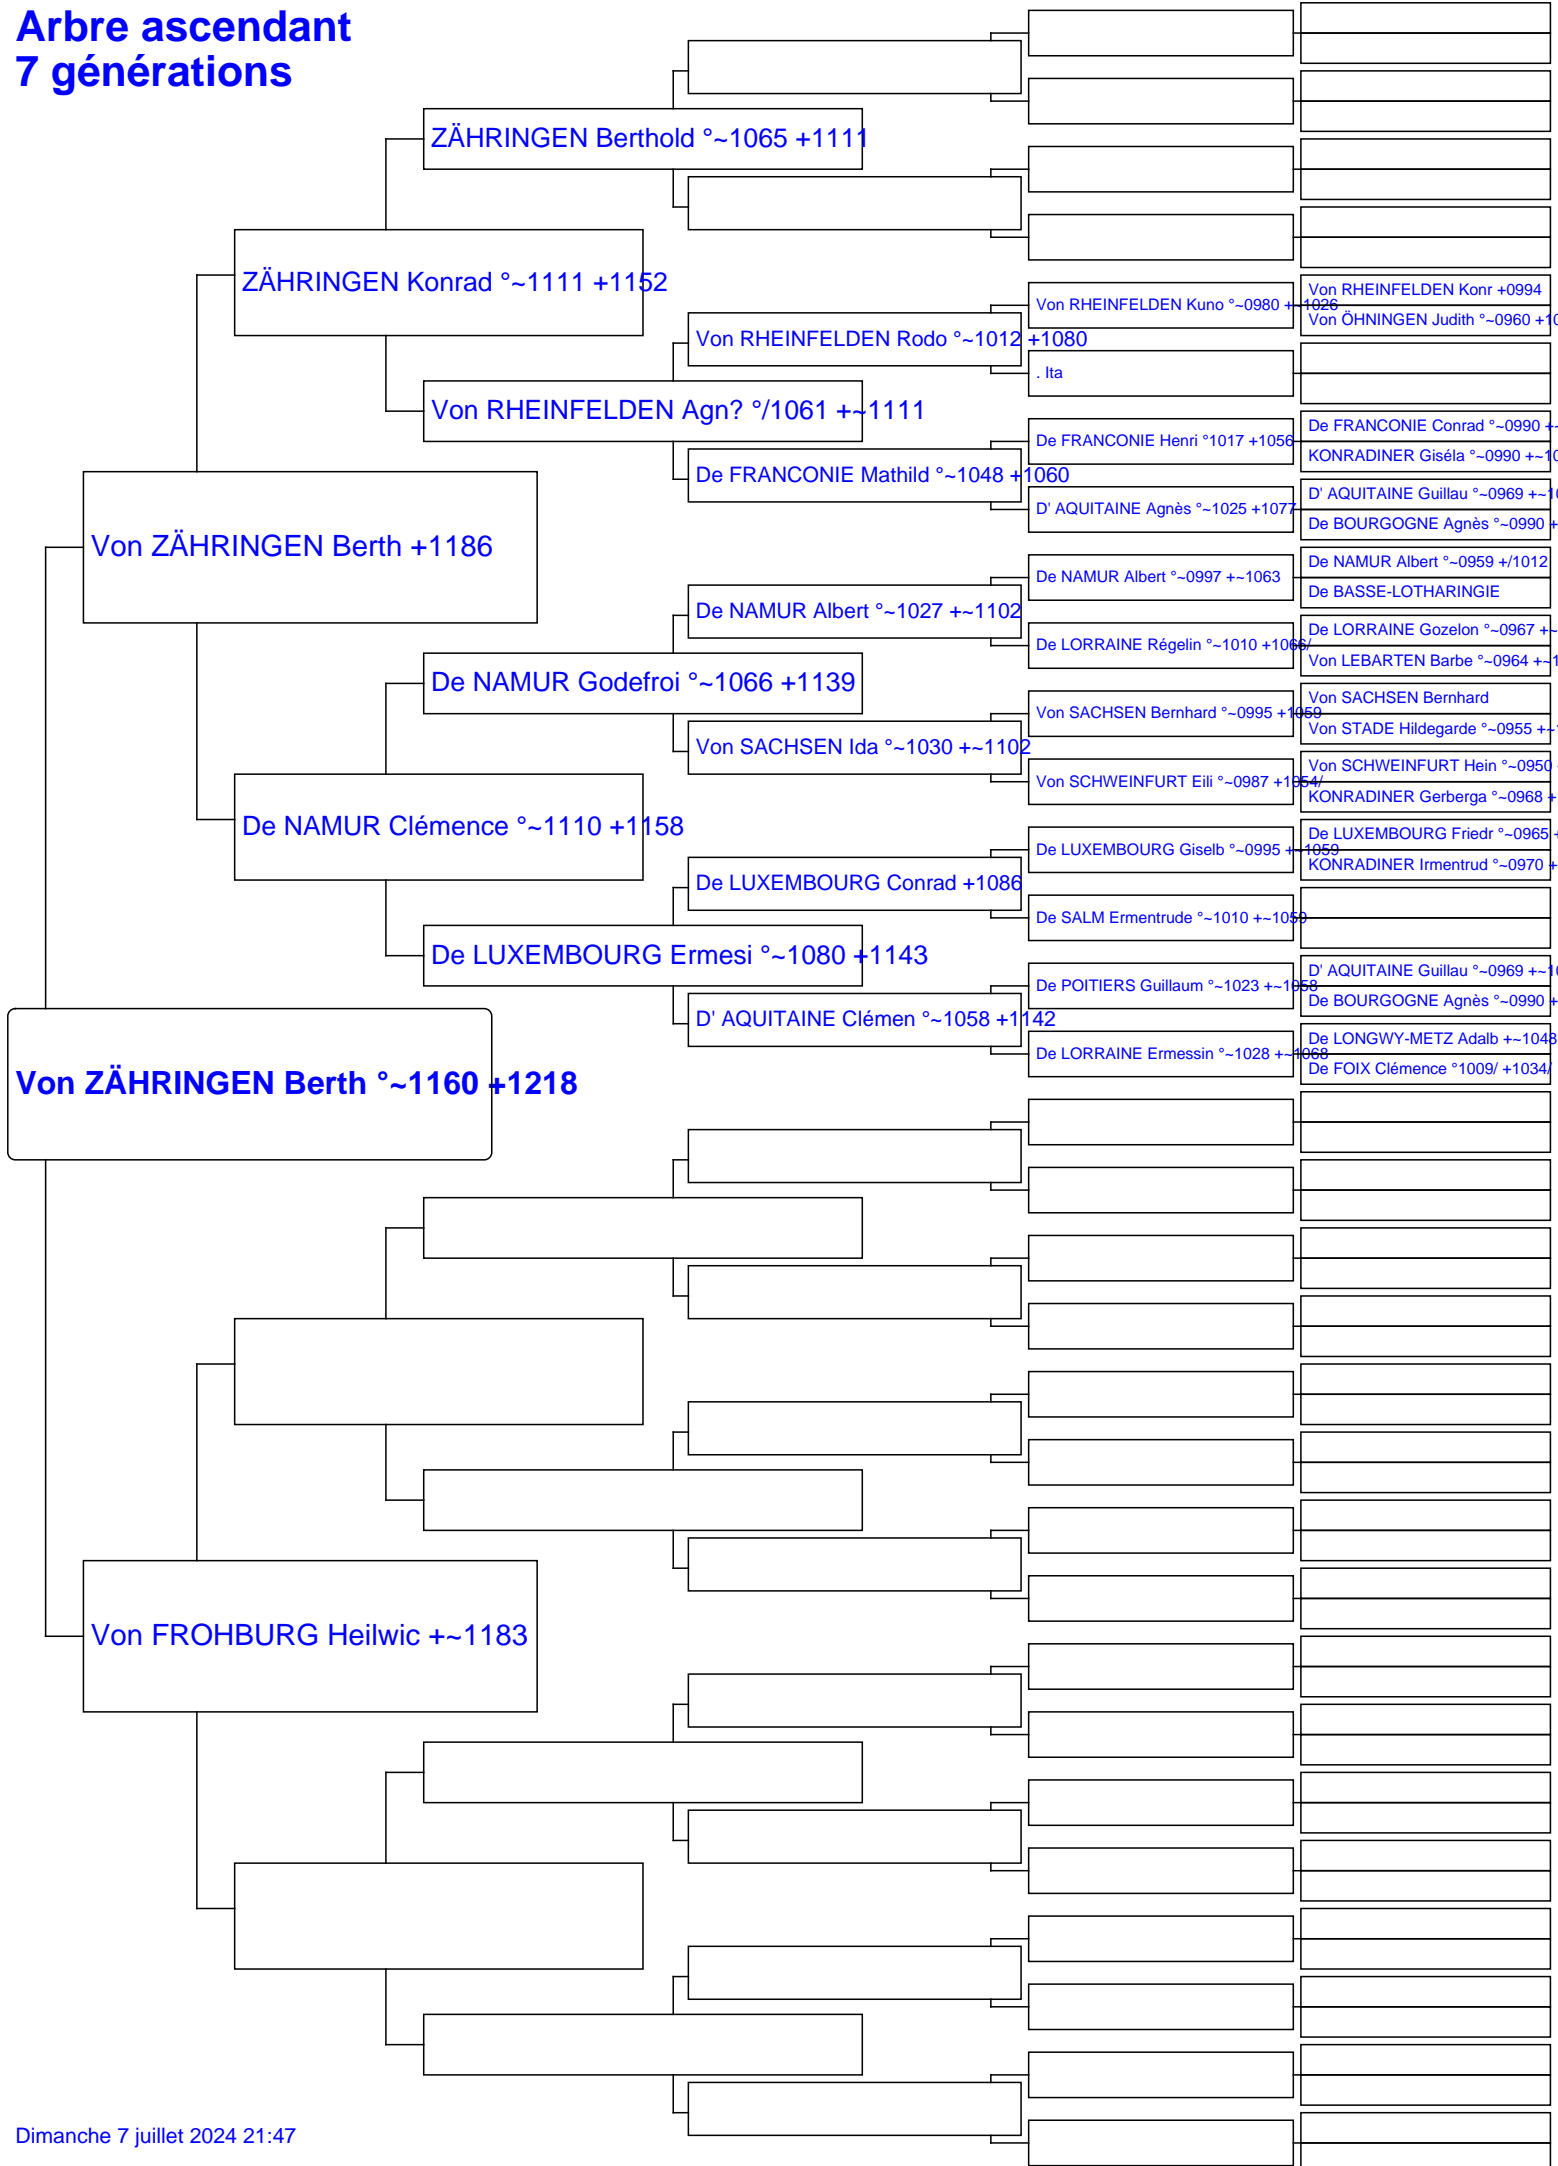 Arbre ascendant
7 générations
ZÄHRINGEN Berthold °~1065 +1111
ZÄHRINGEN Konrad °~1111 +1152
Von RHEINFELDEN Konr +0994
Von RHEINFELDEN Kuno °~0980 +~1026
Von ÖHNINGEN Judith °~0960 +10
Von RHEINFELDEN Rodo °~1012 +1080
. Ita
Von RHEINFELDEN Agn? °/1061 +~1111
De FRANCONIE Conrad °~0990 +~
De FRANCONIE Henri °1017 +1056
KONRADINER Giséla °~0990 +~10
De FRANCONIE Mathild °~1048 +1060
D' AQUITAINE Guillau °~0969 +~10
D' AQUITAINE Agnès °~1025 +1077
De BOURGOGNE Agnès °~0990 +
Von ZÄHRINGEN Berth +1186
De NAMUR Albert °~0959 +/1012
De NAMUR Albert °~0997 +~1063
De BASSE-LOTHARINGIE
De NAMUR Albert °~1027 +~1102
De LORRAINE Gozelon °~0967 +~
De LORRAINE Régelin °~1010 +1066/
Von LEBARTEN Barbe °~0964 +~1
De NAMUR Godefroi °~1066 +1139
Von SACHSEN Bernhard
Von SACHSEN Bernhard °~0995 +1059
Von STADE Hildegarde °~0955 +~1
Von SACHSEN Ida °~1030 +~1102
Von SCHWEINFURT Hein °~0950 +
Von SCHWEINFURT Eili °~0987 +1054/
KONRADINER Gerberga °~0968 +
De NAMUR Clémence °~1110 +1158
De LUXEMBOURG Friedr °~0965 +
De LUXEMBOURG Giselb °~0995 +~1059
KONRADINER Irmentrud °~0970 +
De LUXEMBOURG Conrad +1086
De SALM Ermentrude °~1010 +~1059
De LUXEMBOURG Ermesi °~1080 +1143
D' AQUITAINE Guillau °~0969 +~10
De POITIERS Guillaum °~1023 +~1058
De BOURGOGNE Agnès °~0990 +
D' AQUITAINE Clémen °~1058 +1142
De LONGWY-METZ Adalb +~1048
De LORRAINE Ermessin °~1028 +~1068
De FOIX Clémence °1009/ +1034/
Von ZÄHRINGEN Berth °~1160 +1218
Von FROHBURG Heilwic +~1183
Dimanche 7 juillet 2024 21:47